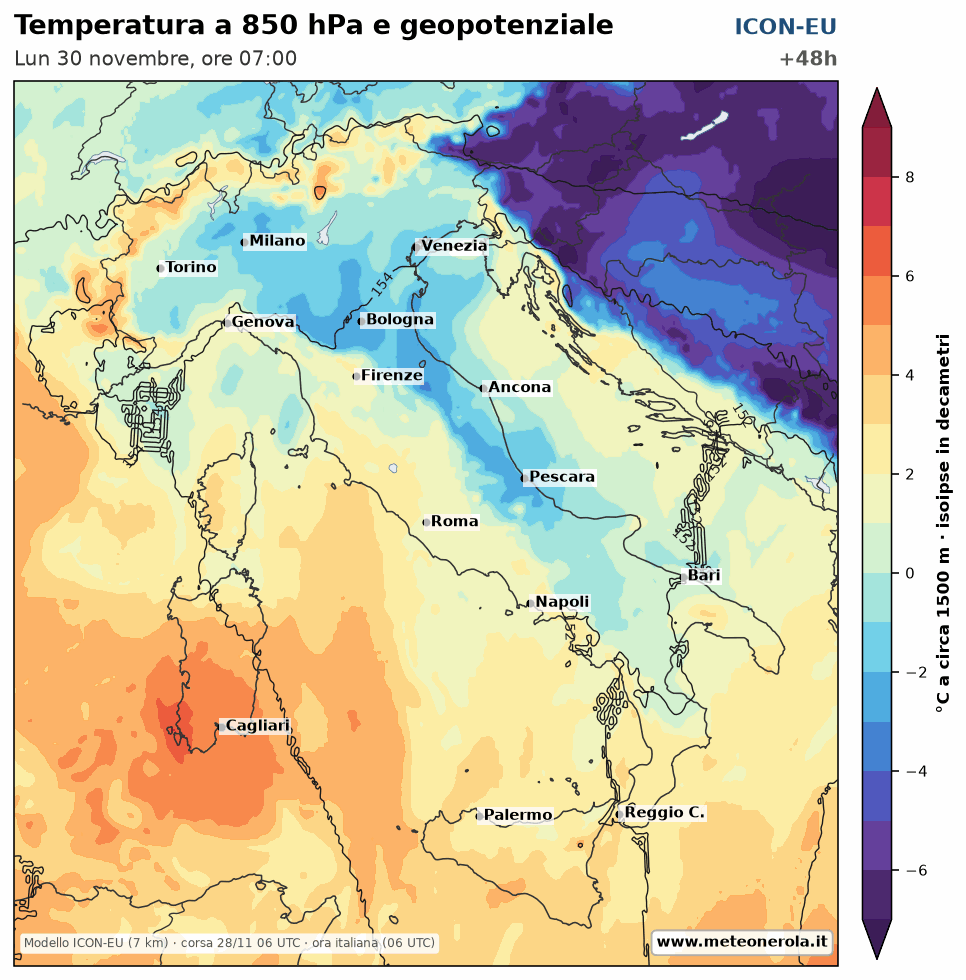 Temperatura a 850 hPa e geopotenziale
ICON-EU
Lun 30 novembre, ore 07:00
+48h
Milano
Venezia
Torino
154
Genova
Bologna
Firenze
Ancona
Pescara
Roma
Bari
Napoli
Cagliari
Palermo
Reggio C.
8
6
4
2
0
−2
−4
−6
°C a circa 1500 m · isoipse in decametri
Modello ICON-EU (7 km) · corsa 28/11 06 UTC · ora italiana (06 UTC)
www.meteonerola.it